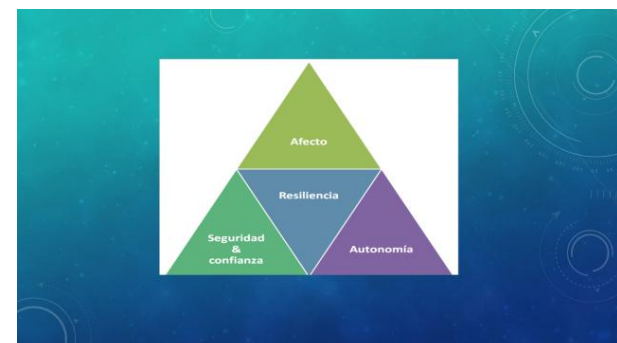 Afecto
Resiliencia
Seguridad
&
confianza
Autonomía